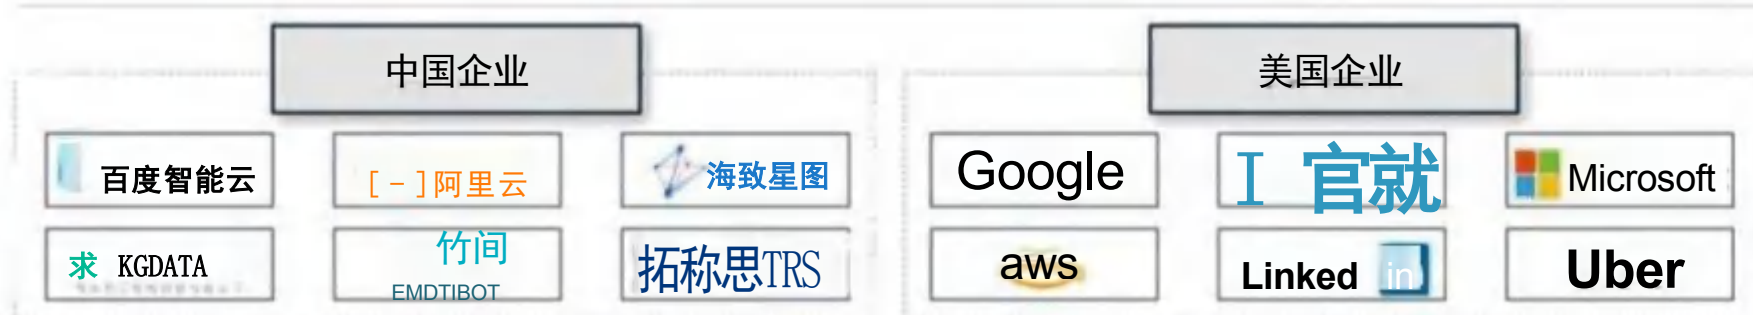 中国企业 美国企业
百度智能云 [-]阿里云 海致星图 Google I 官就 Microsoft
求 KGDATA 竹间 拓称思TRS aws Linked in Uber
EMDTIBOT